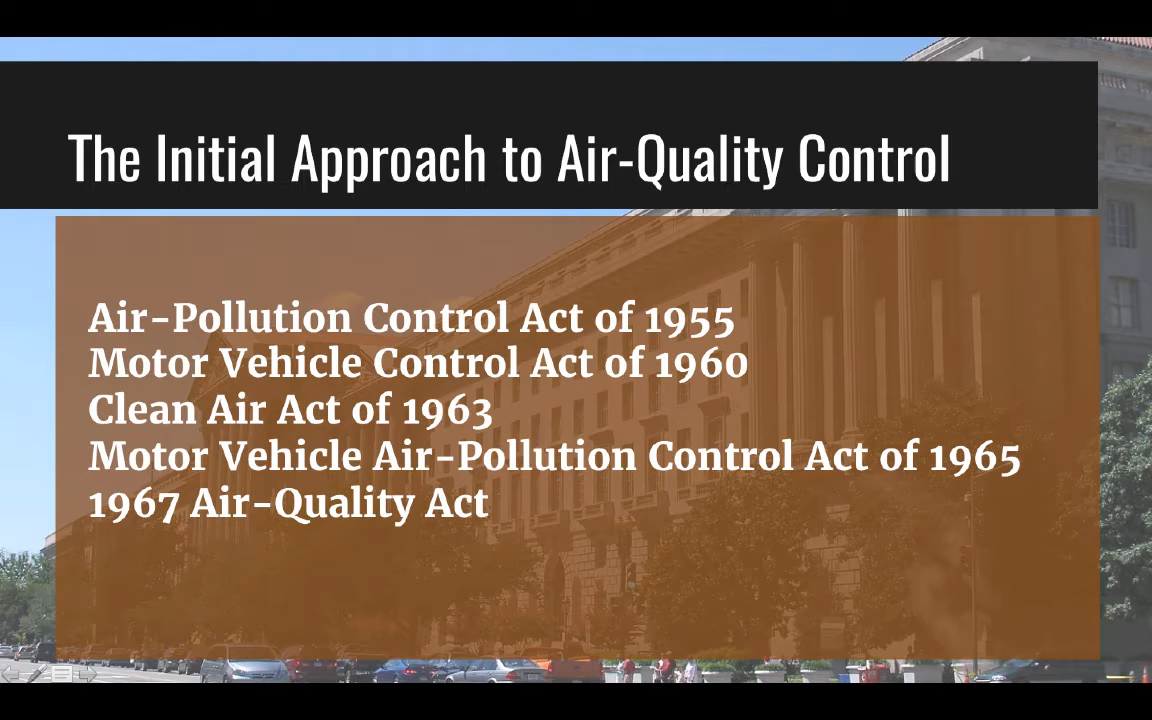 The Initial Approach to Air-Quality Control
Air-Pollution Control Act of 1955
Motor Vehicle Control Act of 1960
Clean Air Act of 1963
Motor Vehicle Air-Pollution Control Act of 1965
1967 Air-Quality Act